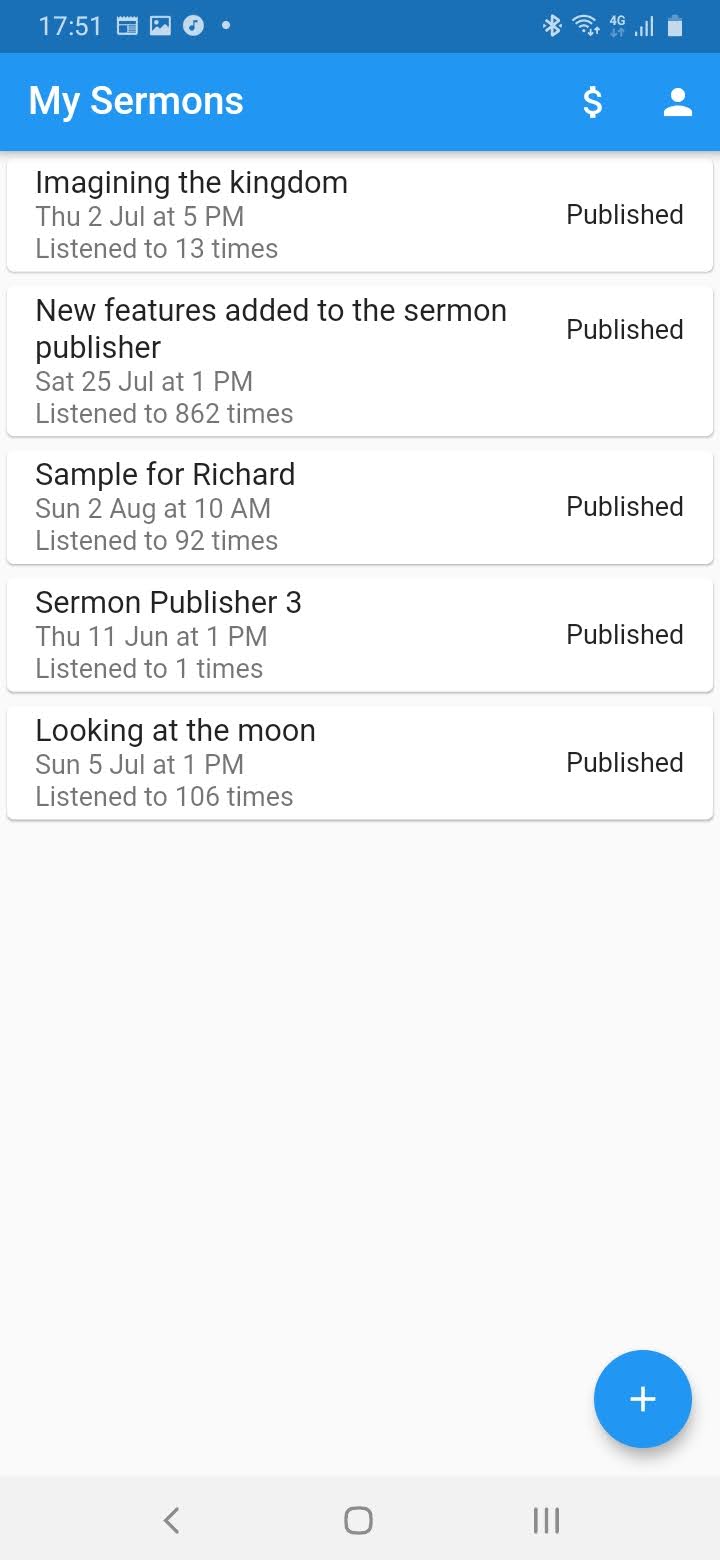 17:51
4G
My Sermons
$
Imagining the kingdom
Thu 2 Jul at 5 PM
Listened to 13 times
Published
New features added to the sermon
publisher
Sat 25 Jul at 1 PM
Listened to 862 times
Published
Sample for Richard
Sun 2 Aug at 10 AM
Listened to 92 times
Published
Sermon Publisher 3
Thu 11 Jun at 1 PM
Listened to 1 times
Published
Looking at the moon
Sun 5 Jul at 1 PM
Listened to 106 times
Published
+